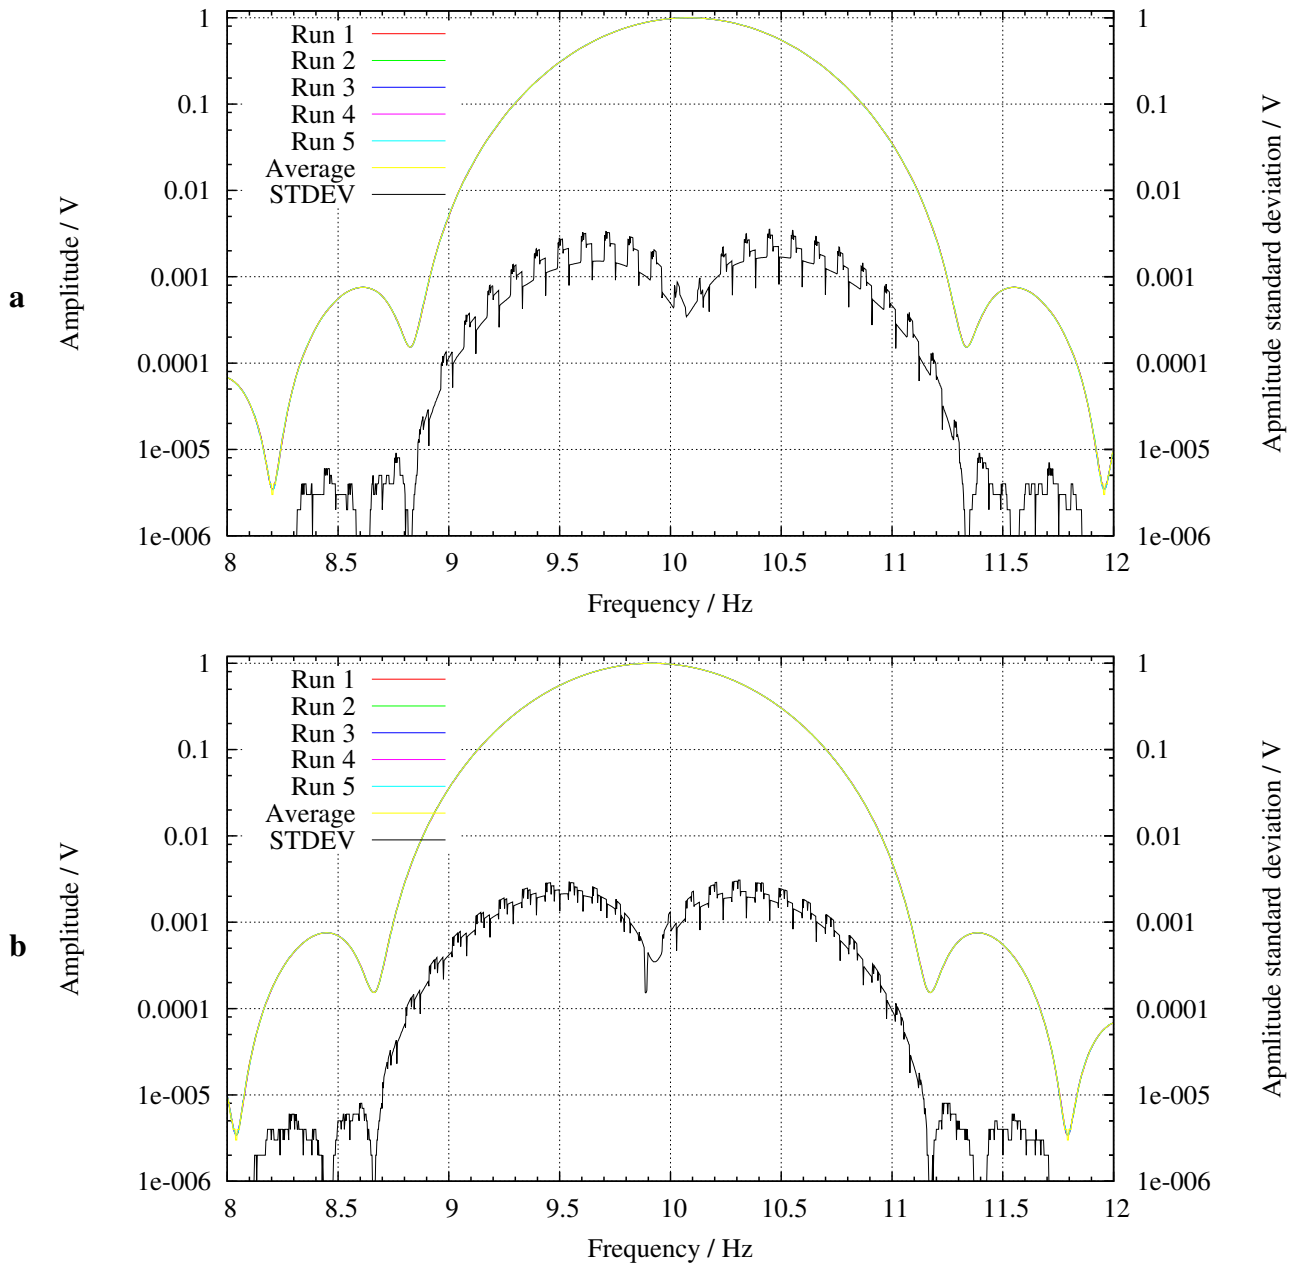 1 1
Run 1
Run 2
0.1 Run 3 0.1
Run 4
Run 5
0.01 Average 0.01
STDEV
0.001 0.001
0.0001 0.0001
1e-005 1e-005
1e-006 1e-006
8 8.5 9 9.5 10 10.5 11 11.5 12
Frequency / Hz
Amplitude / V
Apmlitude standard deviation / V
a
1 1
Run 1
Run 2
0.1 Run 3 0.1
Run 4
Run 5
0.01 Average 0.01
STDEV
0.001 0.001
0.0001 0.0001
1e-005 1e-005
1e-006 1e-006
8 8.5 9 9.5 10 10.5 11 11.5 12
Frequency / Hz
Amplitude / V
Apmlitude standard deviation / V
b